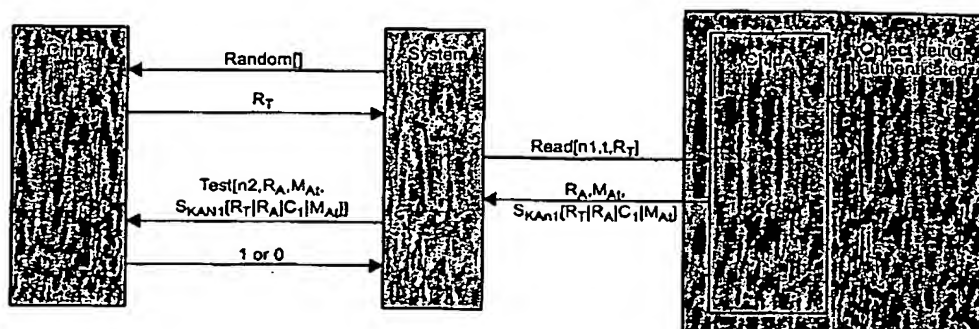 ChipT
System
ChipA
Object being
authenticated
Random[]
R_T
Read[n1,t,R_T]
Test[n2,R_A,M_At,
S_KAN1{R_T|R_A|C_1|M_At}]
R_A,M_At,
S_KAn1{R_T|R_A|C_1|M_At}
1 or 0